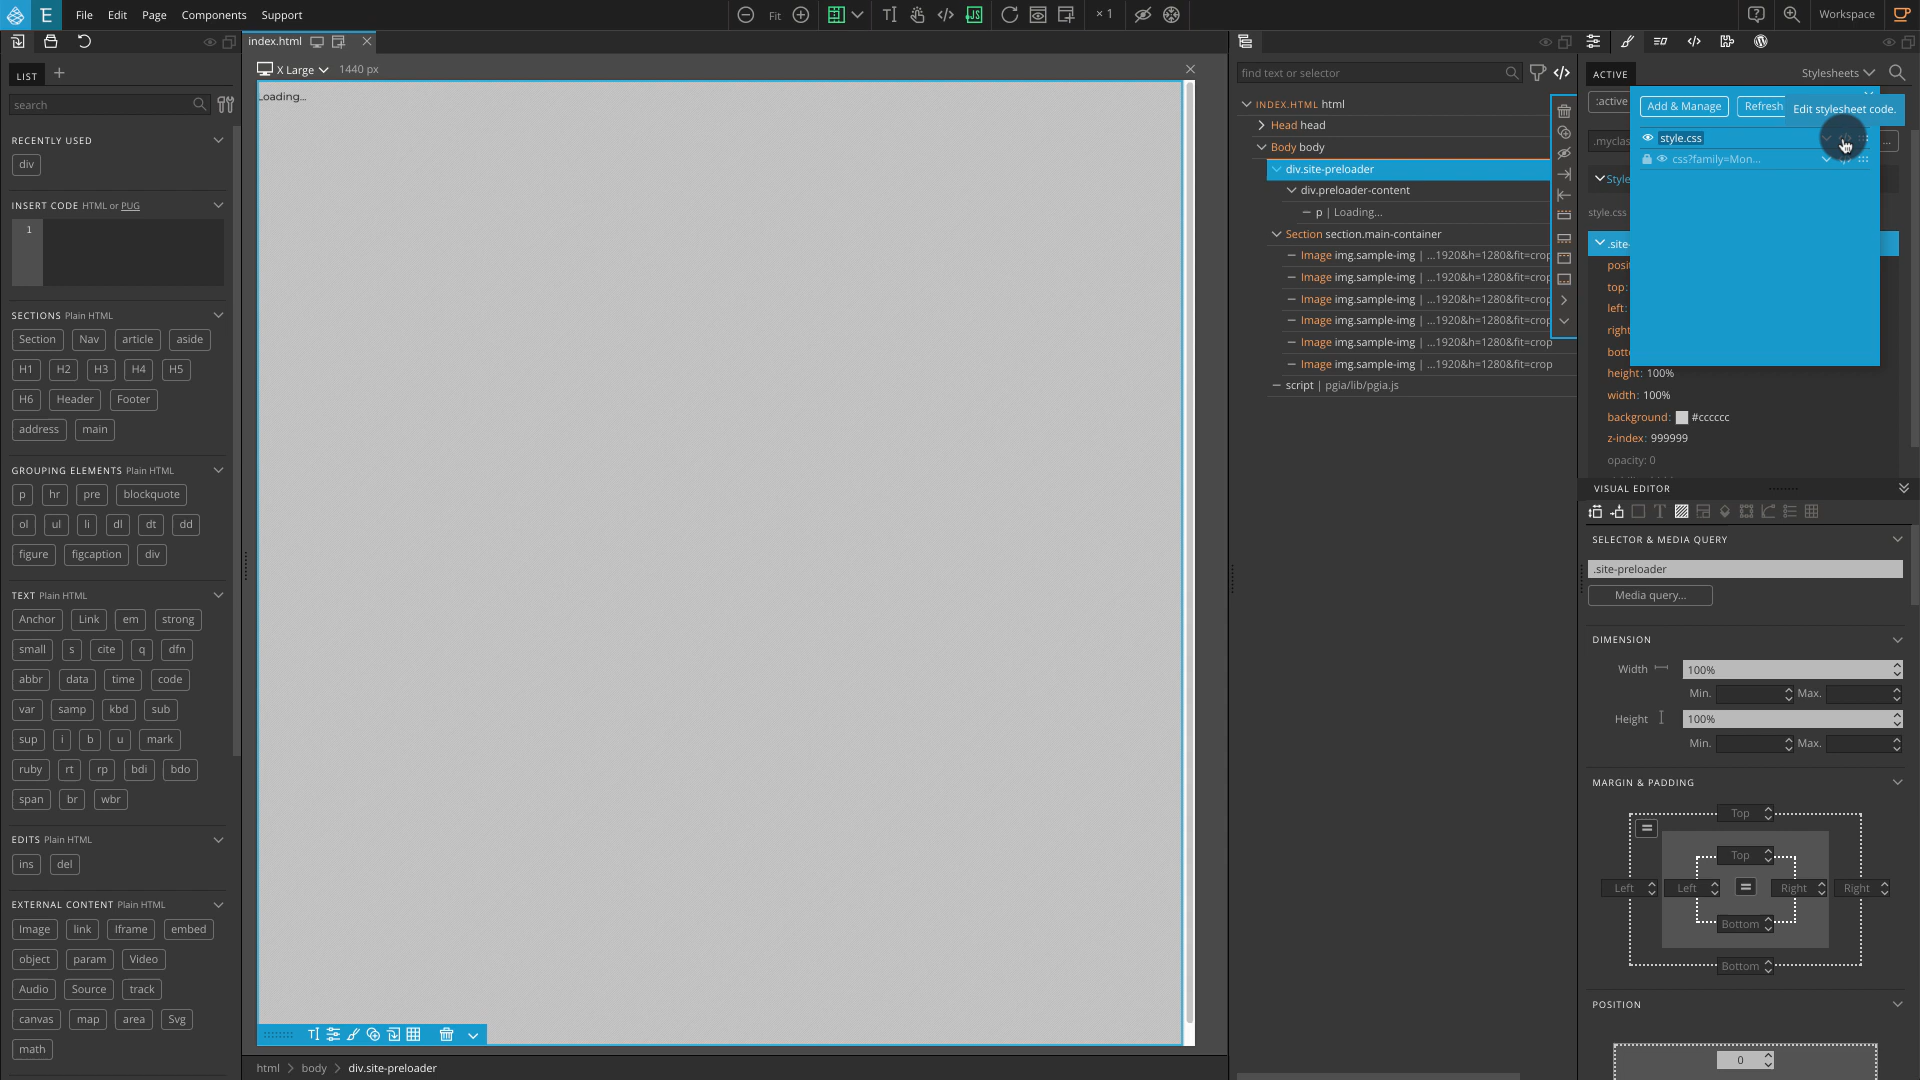 File Edit Page Components Support
Fit
× 1
Workspace
index.html
LIST
X Large 1440 px
ACTIVE
Stylesheets
search
find text or selector
:active
Add & Manage
Refresh
Edit stylesheet code.
.myclas
...
style.css
css?family=Mon...
Style
style.css
.site-
posit
top:
left:
right
botto
height: 100%
width: 100%
background: #cccccc
z-index: 999999
opacity: 0
RECENTLY USED
div
INSERT CODE HTML or PUG
1
SECTIONS Plain HTML
Section Nav article aside
H1 H2 H3 H4 H5
H6 Header Footer
address main
GROUPING ELEMENTS Plain HTML
p hr pre blockquote
ol ul li dl dt dd
figure figcaption div
TEXT Plain HTML
Anchor Link em strong
small s cite q dfn
abbr data time code
var samp kbd sub
sup i b u mark
ruby rt rp bdi bdo
span br wbr
EDITS Plain HTML
ins del
EXTERNAL CONTENT Plain HTML
Image link Iframe embed
object param Video
Audio Source track
canvas map area Svg
math
Loading...
html > body > div.site-preloader
INDEX.HTML html
Head head
Body body
div.site-preloader
div.preloader-content
p | Loading...
Section section.main-container
Image img.sample-img | ...1920&h=1280&fit=crop
Image img.sample-img | ...1920&h=1280&fit=crop
Image img.sample-img | ...1920&h=1280&fit=crop
Image img.sample-img | ...1920&h=1280&fit=crop
Image img.sample-img | ...1920&h=1280&fit=crop
Image img.sample-img | ...1920&h=1280&fit=crop
script | pgia/lib/pgia.js
VISUAL EDITOR
SELECTOR & MEDIA QUERY
.site-preloader
Media query...
DIMENSION
Width 100%
Min. Max.
Height 100%
Min. Max.
MARGIN & PADDING
Top
Top
Left Left Right Right
Bottom
Bottom
POSITION
0